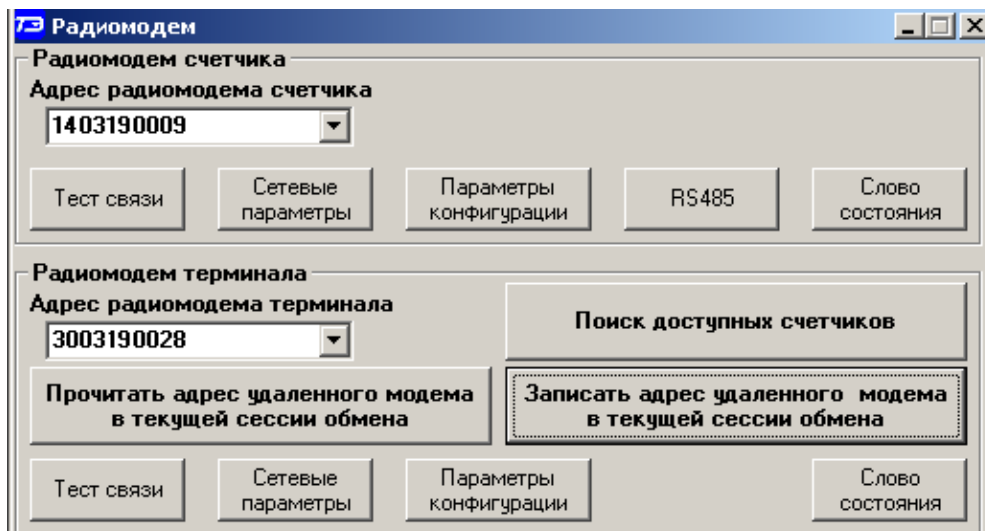 ТЭ Радиомодем
Радиомодем счетчика
Адрес радиомодема счетчика
1403190009
Тест связи
Сетевые
параметры
Параметры
конфигурации
RS485
Слово
состояния
Радиомодем терминала
Адрес радиомодема терминала
3003190028
Поиск доступных счетчиков
Прочитать адрес удаленного модема
в текущей сессии обмена
Записать адрес удаленного модема
в текущей сессии обмена
Тест связи
Сетевые
параметры
Параметры
конфигурации
Слово
состояния